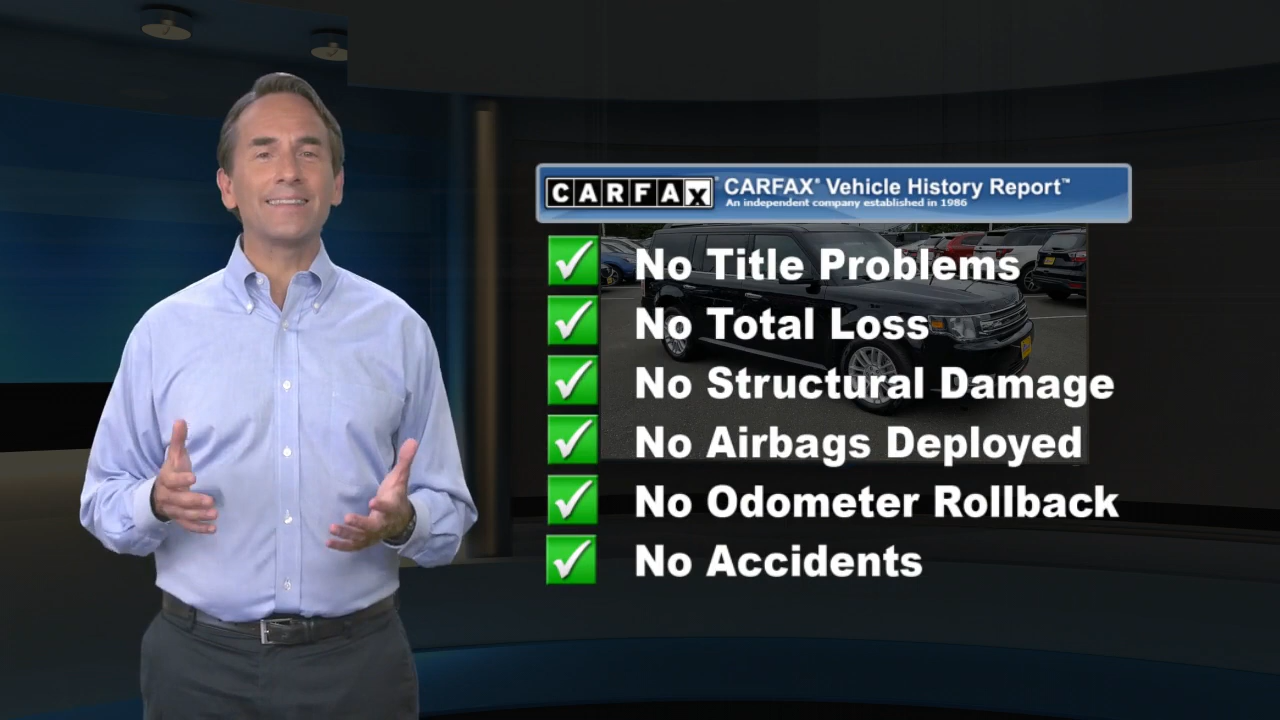 CARFAX
CARFAX® Vehicle History Report™
An independent company established in 1986
No Title Problems
No Total Loss
No Structural Damage
No Airbags Deployed
No Odometer Rollback
No Accidents